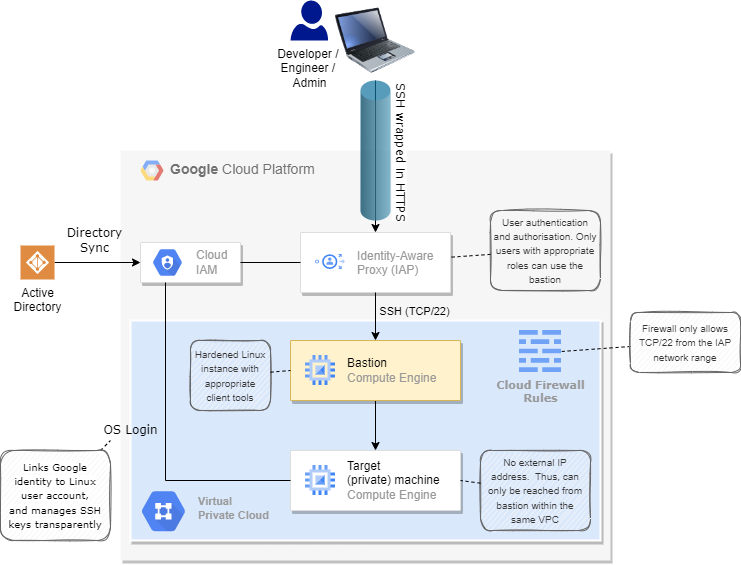 Developer /
Engineer /
Admin
SSH wrapped in HTTPS
Google Cloud Platform
Directory
Sync
Active
Directory
Cloud
IAM
Identity-Aware
Proxy (IAP)
User authentication
and authorisation. Only
users with appropriate
roles can use the
bastion
SSH (TCP/22)
Hardened Linux
instance with
appropriate
client tools
Bastion
Compute Engine
Cloud Firewall
Rules
Firewall only allows
TCP/22 from the IAP
network range
OS Login
Links Google
identity to Linux
user account,
and manages SSH
keys transparently
Target
(private) machine
Compute Engine
No external IP
address. Thus, can
only be reached from
bastion within the
same VPC
Virtual
Private Cloud